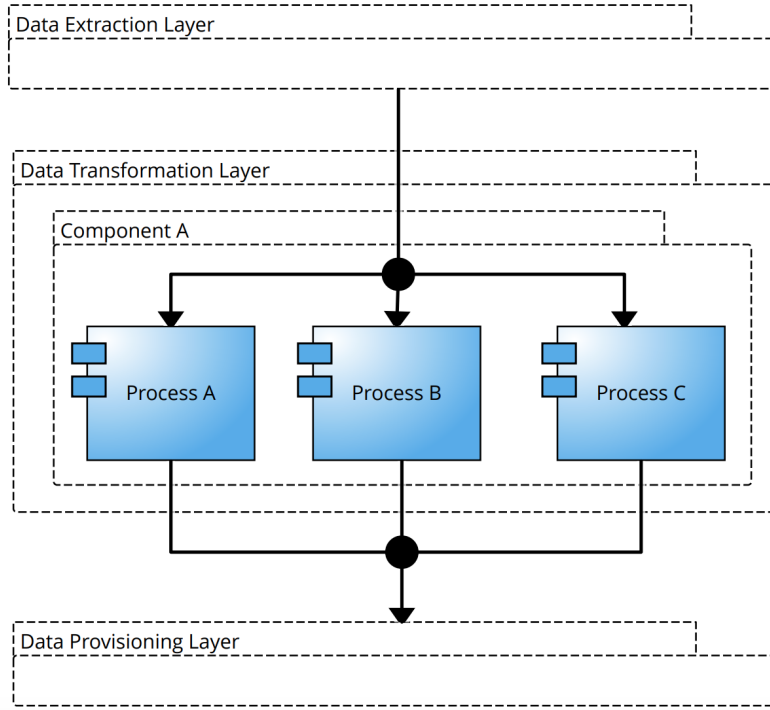 Data Extraction Layer
Data Transformation Layer
Component A
Process A
Process B
Process C
Data Provisioning Layer